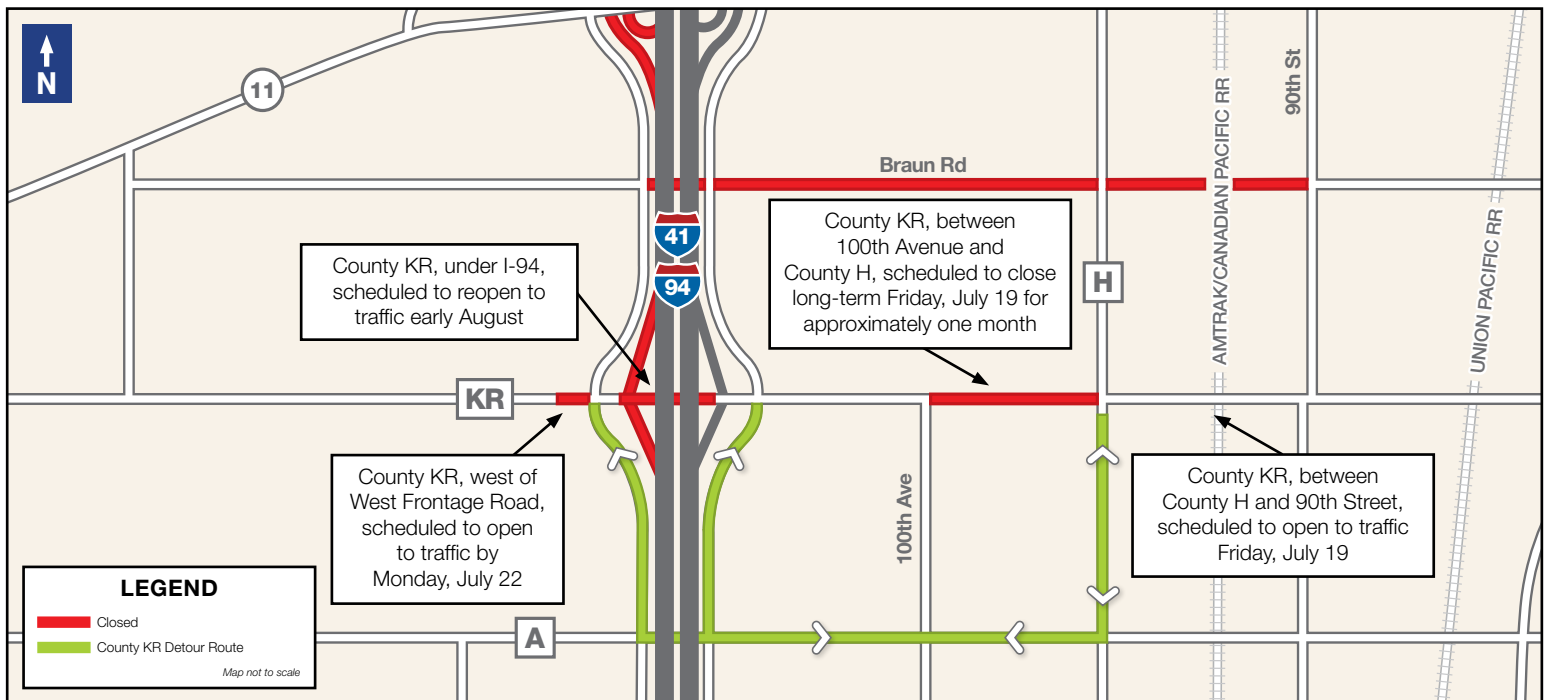 N
11
Braun Rd
90th St
AMTRAK/CANADIAN PACIFIC RR
UNION PACIFIC RR
41
94
H
County KR, under I-94,
scheduled to reopen to
traffic early August
County KR, between
100th Avenue and
County H, scheduled to close
long-term Friday, July 19 for
approximately one month
KR
County KR, west of
West Frontage Road,
scheduled to open
to traffic by
Monday, July 22
100th Ave
County KR, between
County H and 90th Street,
scheduled to open to traffic
Friday, July 19
A
LEGEND
Closed
County KR Detour Route
Map not to scale